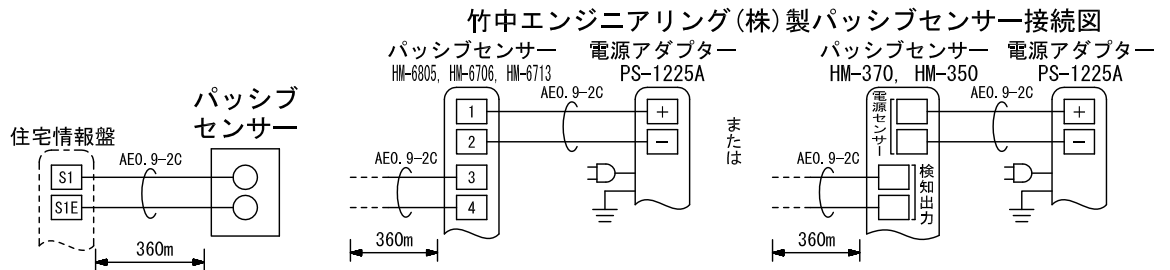 竹中エンジニアリング(株)製パッシブセンサー接続図
住宅情報盤
パッシブ
センサー
S1
S1E
AE0.9-2C
360m
パッシブセンサー
HM-6805, HM-6706, HM-6713
電源アダプター
PS-1225A
AE0.9-2C
1
2
3
4
+
−
AE0.9-2C
360m
または
パッシブセンサー
HM-370, HM-350
電源アダプター
PS-1225A
電源センサー
AE0.9-2C
+
−
AE0.9-2C
検知出力
360m